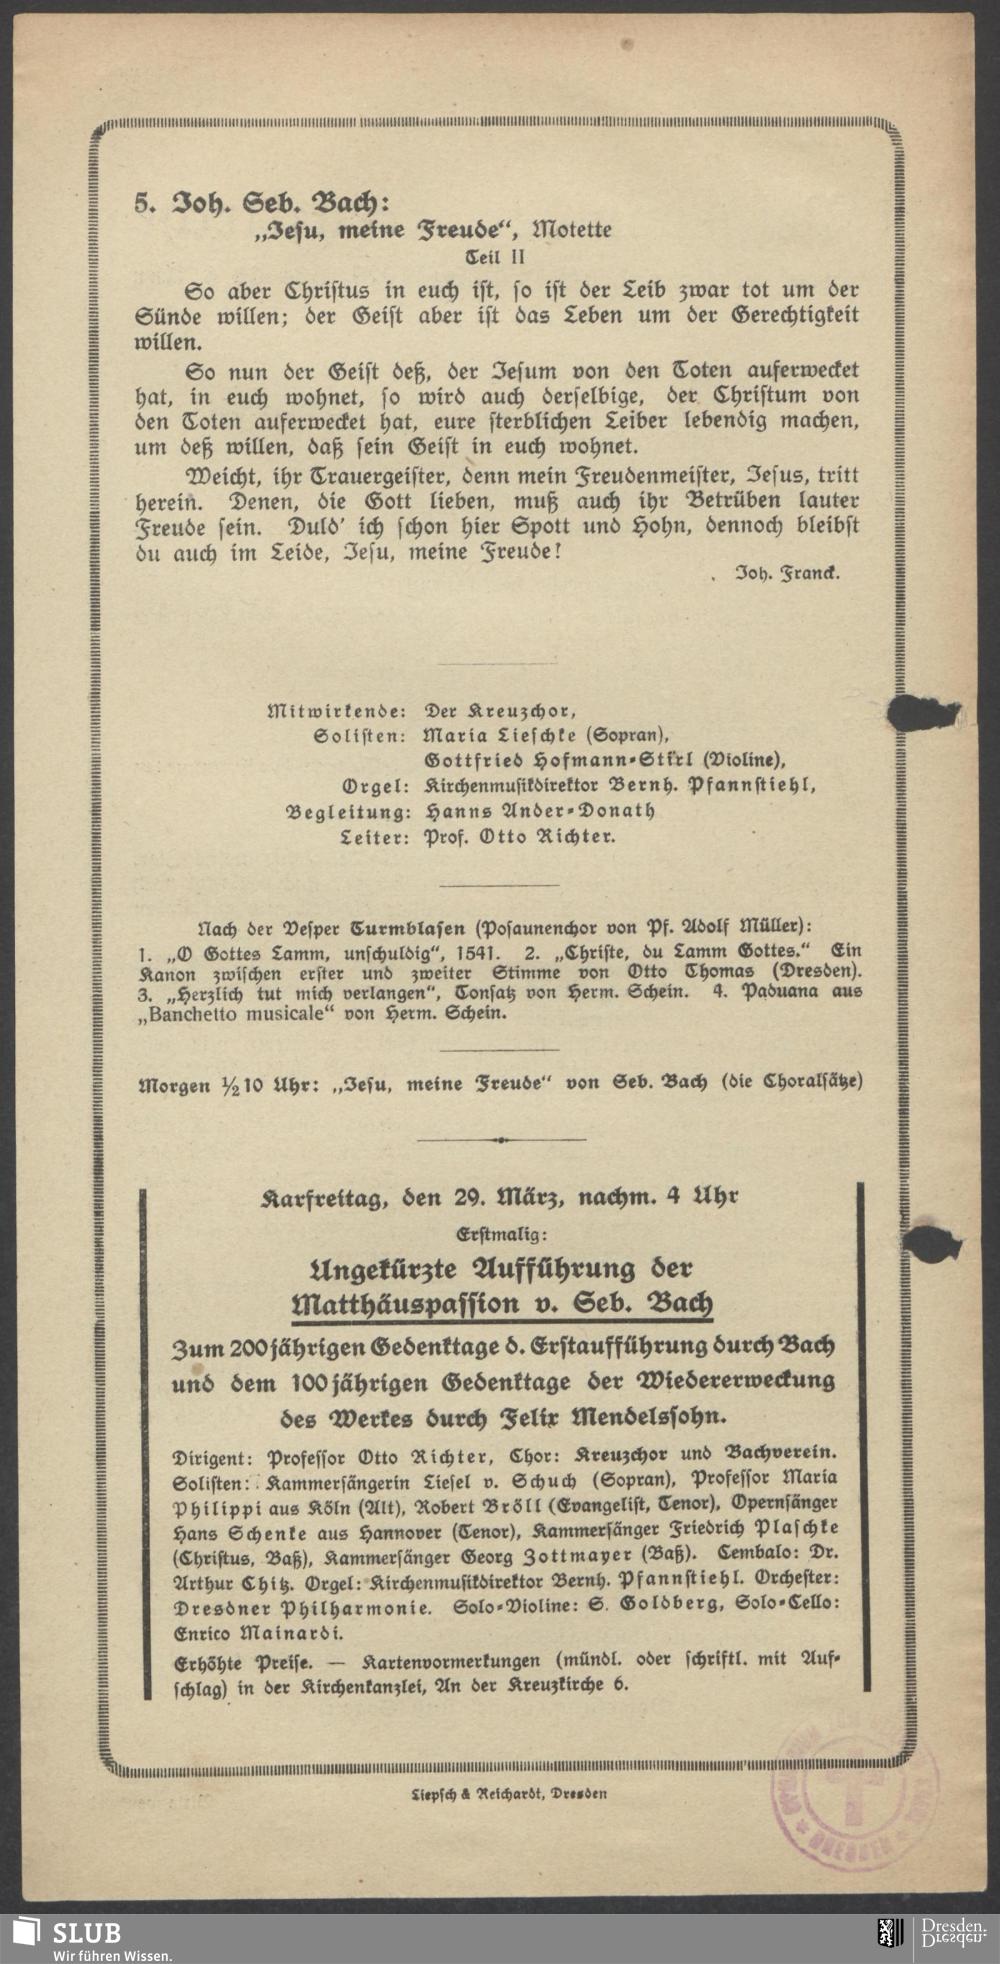 5. Joh. Seb. Bach:
„Jesu, meine Freude“, Motette
Teil II
So aber Christus in euch ist, so ist der Leib zwar tot um der
Sünde willen; der Geist aber ist das Leben um der Gerechtigkeit
willen.
So nun der Geist deß, der Jesum von den Toten auferwecket
hat, in euch wohnet, so wird auch derselbige, der Christum von
den Toten auferwecket hat, eure sterblichen Leiber lebendig machen,
um deß willen, daß sein Geist in euch wohnet.
Weicht, ihr Trauergeister, denn mein Freudenmeister, Jesus, tritt
herein. Denen, die Gott lieben, muß auch ihr Betrüben lauter
Freude sein. Duld’ ich schon hier Spott und Hohn, dennoch bleibst
du auch im Leide, Jesu, meine Freude!
Joh. Franck.
Mitwirkende: Der Kreuzchor,
Solisten: Maria Lieschke (Sopran),
Gottfried Hofmann-Stirl (Violine),
Orgel: Kirchenmusikdirektor Bernh. Pfannstiehl,
Begleitung: Hanns Ander-Donath
Leiter: Prof. Otto Richter.
Nach der Vesper Turmblasen (Posaunenchor von Pf. Adolf Müller):
1. „O Gottes Lamm, unschuldig“, 1541. 2. „Christe, du Lamm Gottes.“ Ein
Kanon zwischen erster und zweiter Stimme von Otto Thomas (Dresden).
3. „Herzlich tut mich verlangen“, Tonsatz von Herm. Schein. 4. Paduana aus
„Banchetto musicale“ von Herm. Schein.
Morgen ½10 Uhr: „Jesu, meine Freude“ von Seb. Bach (die Choralsätze)
Karfreitag, den 29. März, nachm. 4 Uhr
Erstmalig:
Ungekürzte Aufführung der
Matthäuspassion v. Seb. Bach
Zum 200jährigen Gedenktage d. Erstaufführung durch Bach
und dem 100jährigen Gedenktage der Wiedererweckung
des Werkes durch Felix Mendelssohn.
Dirigent: Professor Otto Richter, Chor: Kreuzchor und Bachverein.
Solisten: Kammersängerin Liesel v. Schuch (Sopran), Professor Maria
Philippi aus Köln (Alt), Robert Bröll (Evangelist, Tenor), Opernsänger
Hans Schenke aus Hannover (Tenor), Kammersänger Friedrich Plaschke
(Christus, Baß), Kammersänger Georg Zottmayer (Baß). Cembalo: Dr.
Arthur Chitz. Orgel: Kirchenmusikdirektor Bernh. Pfannstiehl. Orchester:
Dresdner Philharmonie. Solo-Violine: S. Goldberg, Solo-Cello:
Enrico Mainardi.
Erhöhte Preise. — Kartenvormerkungen (mündl. oder schriftl. mit Auf-
schlag) in der Kirchenkanzlei, An der Kreuzkirche 6.
Liepsch & Reichardt, Dresden
DRESDEN
SLUB
Wir führen Wissen.
Dresden.
Dresden.